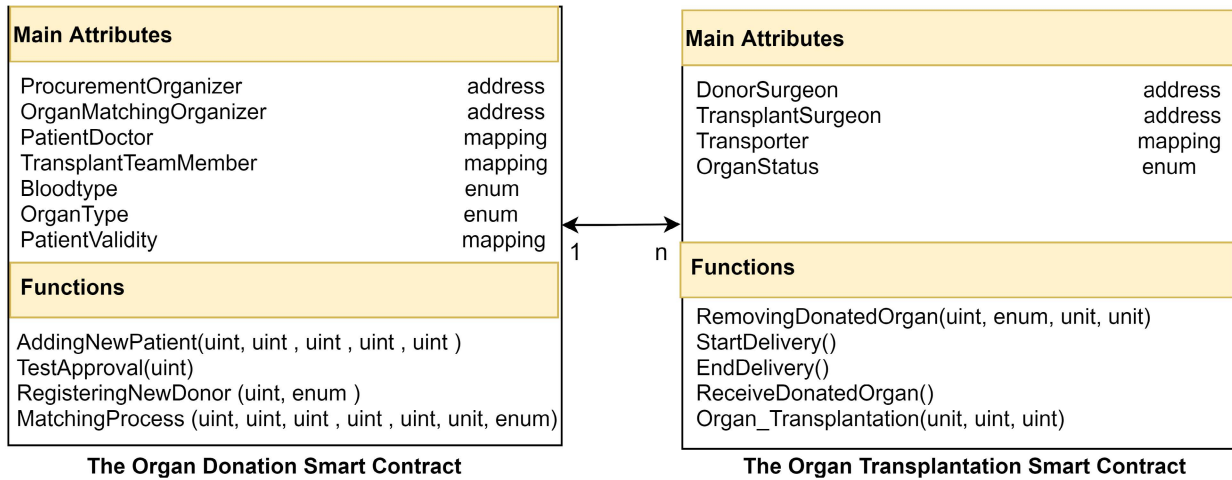 Main Attributes
ProcurementOrganizer address
OrganMatchingOrganizer address
PatientDoctor mapping
TransplantTeamMember mapping
Bloodtype enum
OrganType enum
PatientValidity mapping
Functions
AddingNewPatient(uint, uint , uint , uint , uint )
TestApproval(uint)
RegisteringNewDonor (uint, enum )
MatchingProcess (uint, uint, uint , uint , uint, unit, enum)
The Organ Donation Smart Contract
1 n
Main Attributes
DonorSurgeon address
TransplantSurgeon address
Transporter mapping
OrganStatus enum
Functions
RemovingDonatedOrgan(uint, enum, unit, unit)
StartDelivery()
EndDelivery()
ReceiveDonatedOrgan()
Organ_Transplantation(unit, uint, uint)
The Organ Transplantation Smart Contract